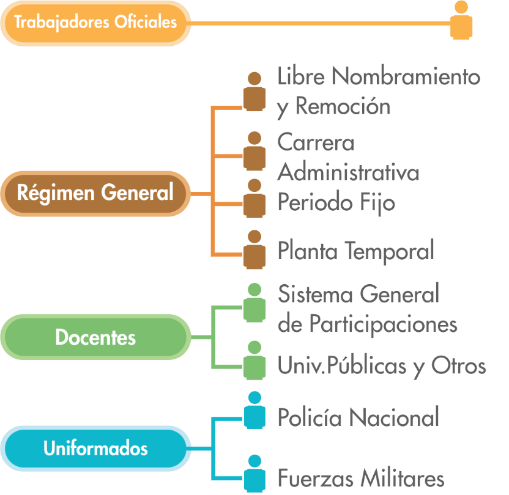 Trabajadores Oficiales
Régimen General
Libre Nombramiento
y Remoción
Carrera
Administrativa
Periodo Fijo
Planta Temporal
Docentes
Sistema General
de Participaciones
Univ.Públicas y Otros
Uniformados
Policía Nacional
Fuerzas Militares